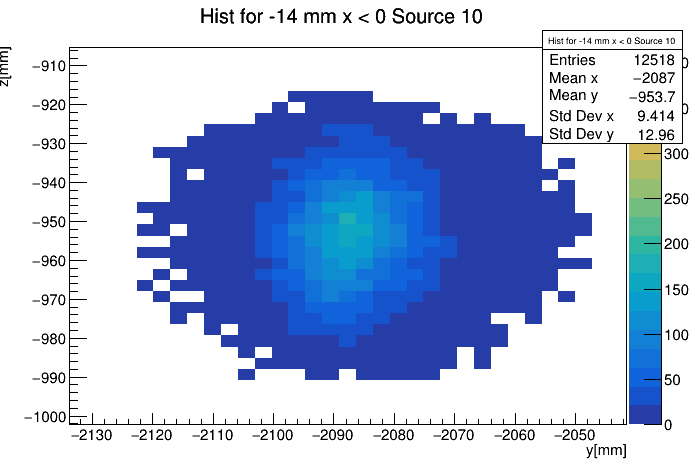 Hist for -14 mm x < 0 Source 10
Hist for -14 mm x < 0 Source 10
Entries 12518
Mean x −2087
Mean y −953.7
Std Dev x 9.414
Std Dev y 12.96
z[mm]
−910
−920
−930
−940
−950
−960
−970
−980
−990
−1000
−2130 −2120 −2110 −2100 −2090 −2080 −2070 −2060 −2050
y[mm]
300
250
200
150
100
50
0